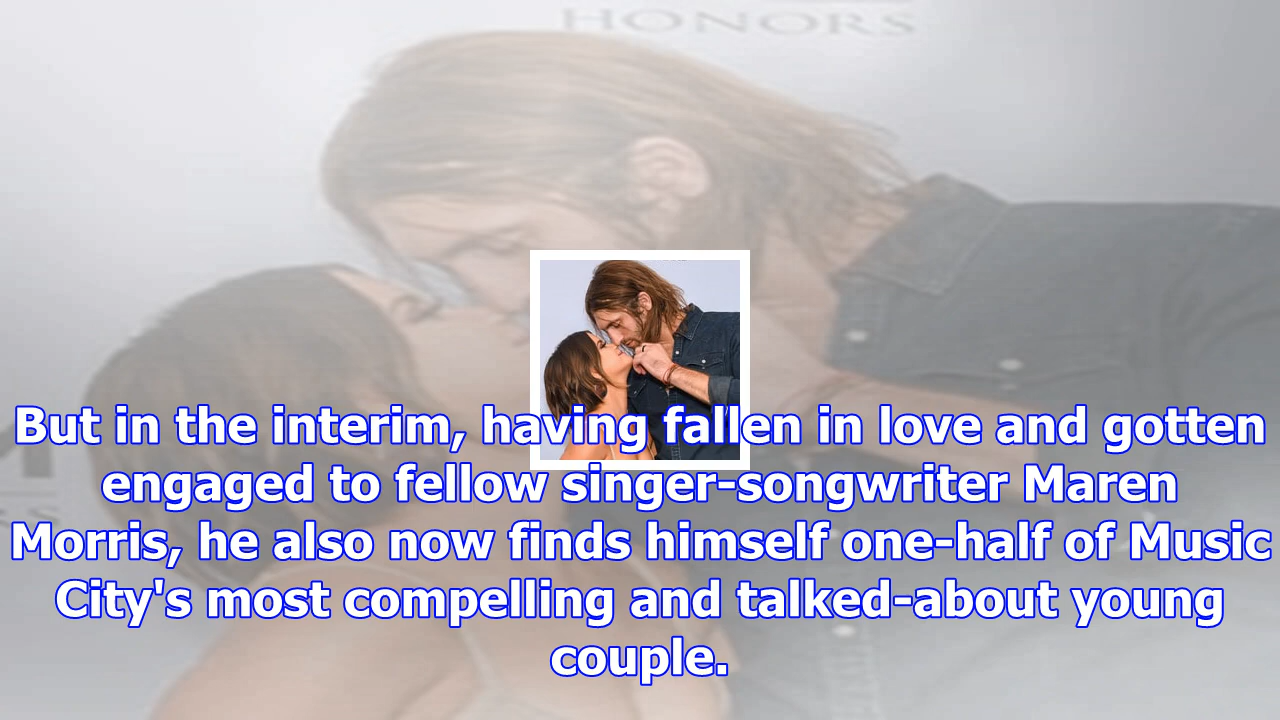 HONORS
But in the interim, having fallen in love and gotten
engaged to fellow singer-songwriter Maren
Morris, he also now finds himself one-half of Music
City's most compelling and talked-about young
couple.